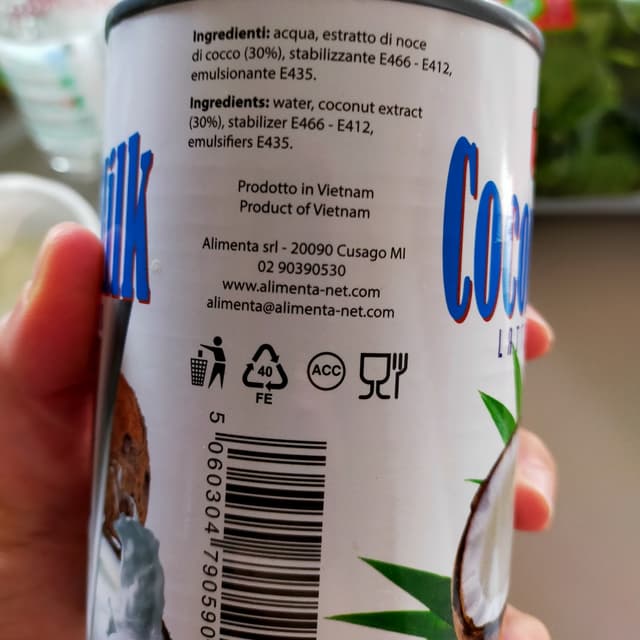 Ingredienti: acqua, estratto di noce
di cocco (30%), stabilizzante E466 - E412,
emulsionante E435.
Ingredients: water, coconut extract
(30%), stabilizer E466 - E412,
emulsifiers E435.
Prodotto in Vietnam
Product of Vietnam
Alimenta srl - 20090 Cusago MI
02 90390530
www.alimenta-net.com
alimenta@alimenta-net.com
40
FE
ACC
5 060304 790590